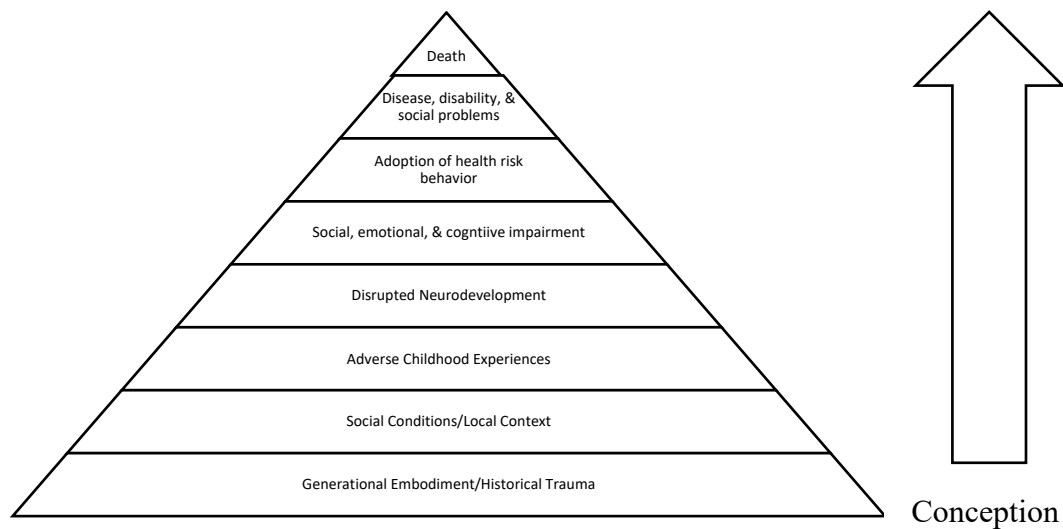 Death
Disease, disability, &
social problems
Adoption of health risk
behavior
Social, emotional, & cogntiive impairment
Disrupted Neurodevelopment
Adverse Childhood Experiences
Social Conditions/Local Context
Generational Embodiment/Historical Trauma
Conception